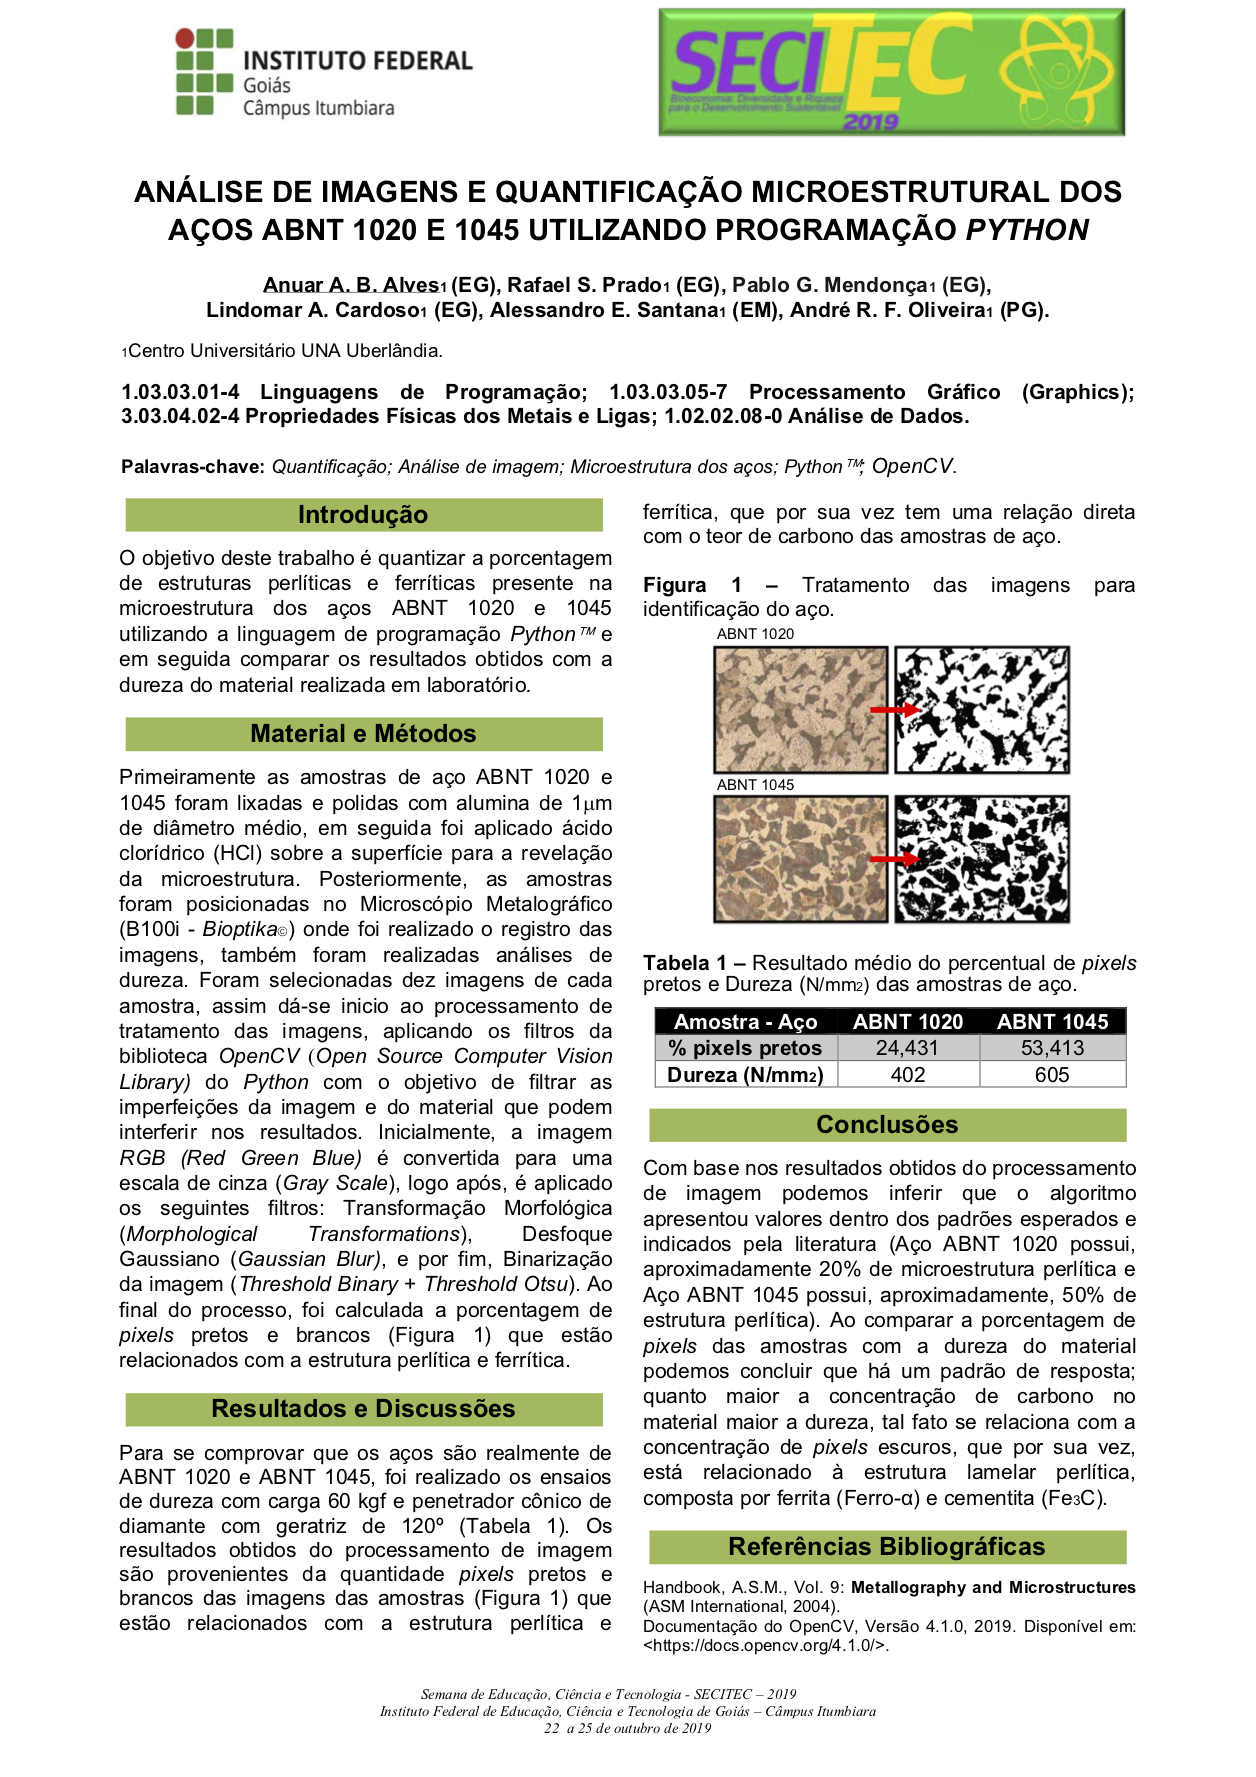 INSTITUTO FEDERAL
Goiás
Câmpus Itumbiara
SECITEC
Bioeconomia: Diversidade e Riqueza
para o Desenvolvimento Sustentável
2019
ANÁLISE DE IMAGENS E QUANTIFICAÇÃO MICROESTRUTURAL DOS
AÇOS ABNT 1020 E 1045 UTILIZANDO PROGRAMAÇÃO PYTHON
Anuar A. B. Alves1 (EG), Rafael S. Prado1 (EG), Pablo G. Mendonça1 (EG),
Lindomar A. Cardoso1 (EG), Alessandro E. Santana1 (EM), André R. F. Oliveira1 (PG).
1Centro Universitário UNA Uberlândia.
1.03.03.01-4 Linguagens de Programação; 1.03.03.05-7 Processamento Gráfico (Graphics);
3.03.04.02-4 Propriedades Físicas dos Metais e Ligas; 1.02.02.08-0 Análise de Dados.
Palavras-chave: Quantificação; Análise de imagem; Microestrutura dos aços; Python™; OpenCV.
Introdução
O objetivo deste trabalho é quantizar a porcentagem
de estruturas perlíticas e ferríticas presente na
microestrutura dos aços ABNT 1020 e 1045
utilizando a linguagem de programação Python™ e
em seguida comparar os resultados obtidos com a
dureza do material realizada em laboratório.
Material e Métodos
Primeiramente as amostras de aço ABNT 1020 e
1045 foram lixadas e polidas com alumina de 1μm
de diâmetro médio, em seguida foi aplicado ácido
clorídrico (HCl) sobre a superfície para a revelação
da microestrutura. Posteriormente, as amostras
foram posicionadas no Microscópio Metalográfico
(B100i - Bioptika©) onde foi realizado o registro das
imagens, também foram realizadas análises de
dureza. Foram selecionadas dez imagens de cada
amostra, assim dá-se inicio ao processamento de
tratamento das imagens, aplicando os filtros da
biblioteca OpenCV (Open Source Computer Vision
Library) do Python com o objetivo de filtrar as
imperfeições da imagem e do material que podem
interferir nos resultados. Inicialmente, a imagem
RGB (Red Green Blue) é convertida para uma
escala de cinza (Gray Scale), logo após, é aplicado
os seguintes filtros: Transformação Morfológica
(Morphological Transformations), Desfoque
Gaussiano (Gaussian Blur), e por fim, Binarização
da imagem (Threshold Binary + Threshold Otsu). Ao
final do processo, foi calculada a porcentagem de
pixels pretos e brancos (Figura 1) que estão
relacionados com a estrutura perlítica e ferrítica.
Resultados e Discussões
Para se comprovar que os aços são realmente de
ABNT 1020 e ABNT 1045, foi realizado os ensaios
de dureza com carga 60 kgf e penetrador cônico de
diamante com geratriz de 120º (Tabela 1). Os
resultados obtidos do processamento de imagem
são provenientes da quantidade pixels pretos e
brancos das imagens das amostras (Figura 1) que
estão relacionados com a estrutura perlítica e
ferrítica, que por sua vez tem uma relação direta
com o teor de carbono das amostras de aço.
Figura 1 – Tratamento das imagens para
identificação do aço.
ABNT 1020
ABNT 1045
Tabela 1 – Resultado médio do percentual de pixels
pretos e Dureza (N/mm2) das amostras de aço.
Amostra - Aço ABNT 1020 ABNT 1045
% pixels pretos 24,431 53,413
Dureza (N/mm2) 402 605
Conclusões
Com base nos resultados obtidos do processamento
de imagem podemos inferir que o algoritmo
apresentou valores dentro dos padrões esperados e
indicados pela literatura (Aço ABNT 1020 possui,
aproximadamente 20% de microestrutura perlítica e
Aço ABNT 1045 possui, aproximadamente, 50% de
estrutura perlítica). Ao comparar a porcentagem de
pixels das amostras com a dureza do material
podemos concluir que há um padrão de resposta;
quanto maior a concentração de carbono no
material maior a dureza, tal fato se relaciona com a
concentração de pixels escuros, que por sua vez,
está relacionado à estrutura lamelar perlítica,
composta por ferrita (Ferro-α) e cementita (Fe3C).
Referências Bibliográficas
Handbook, A.S.M., Vol. 9: Metallography and Microstructures
(ASM International, 2004).
Documentação do OpenCV, Versão 4.1.0, 2019. Disponível em:
<https://docs.opencv.org/4.1.0/>.
Semana de Educação, Ciência e Tecnologia - SECITEC – 2019
Instituto Federal de Educação, Ciência e Tecnologia de Goiás – Câmpus Itumbiara
22 a 25 de outubro de 2019